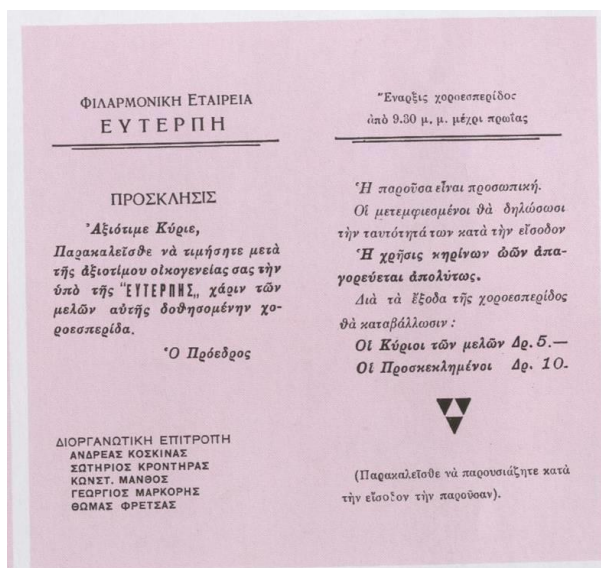 ΦΙΛΑΡΜΟΝΙΚΗ ΕΤΑΙΡΕΙΑ
ΕΥΤΕΡΠΗ
ΠΡΟΣΚΛΗΣΙΣ
Ἀξιότιμε Κύριε,
Παρακαλεῖσθε νὰ τιμήσητε μετὰ
τῆς ἀξιοτίμου οἰκογενείας σας τὴν
ὑπὸ τῆς "ΕΥΤΕΡΠΗΣ„ χάριν τῶν
μελῶν αὐτῆς δοθησομένην χο-
ροεσπερίδα.
Ὁ Πρόεδρος
ΔΙΟΡΓΑΝΩΤΙΚΗ ΕΠΙΤΡΟΠΗ
ΑΝΔΡΕΑΣ ΚΟΣΚΙΝΑΣ
ΣΩΤΗΡΙΟΣ ΚΡΟΝΤΗΡΑΣ
ΚΩΝΣΤ. ΜΑΝΘΟΣ
ΓΕΩΡΓΙΟΣ ΜΑΡΚΟΡΗΣ
ΘΩΜΑΣ ΦΡΕΤΣΑΣ
Ἔναρξις χοροεσπερίδος
ἀπὸ 9.30 μ. μ. μέχρι πρωΐας
Ἡ παροῦσα εἶναι προσωπική.
Οἱ μετεμφιεσμένοι θὰ δηλώσωσι
τὴν ταυτότητά των κατὰ τὴν εἴσοδον
Ἡ χρῆσις κηρίνων ὠῶν ἀπα-
γορεύεται ἀπολύτως.
Διὰ τὰ ἔξοδα τῆς χοροεσπερίδος
θὰ καταβάλλωσιν :
Οἱ Κύριοι τῶν μελῶν Δρ. 5.—
Οἱ Προσκεκλημένοι Δρ. 10-
(Παρακαλεῖσθε νὰ παρουσιάζητε κατὰ
τὴν εἴσοδον τὴν παροῦσαν).